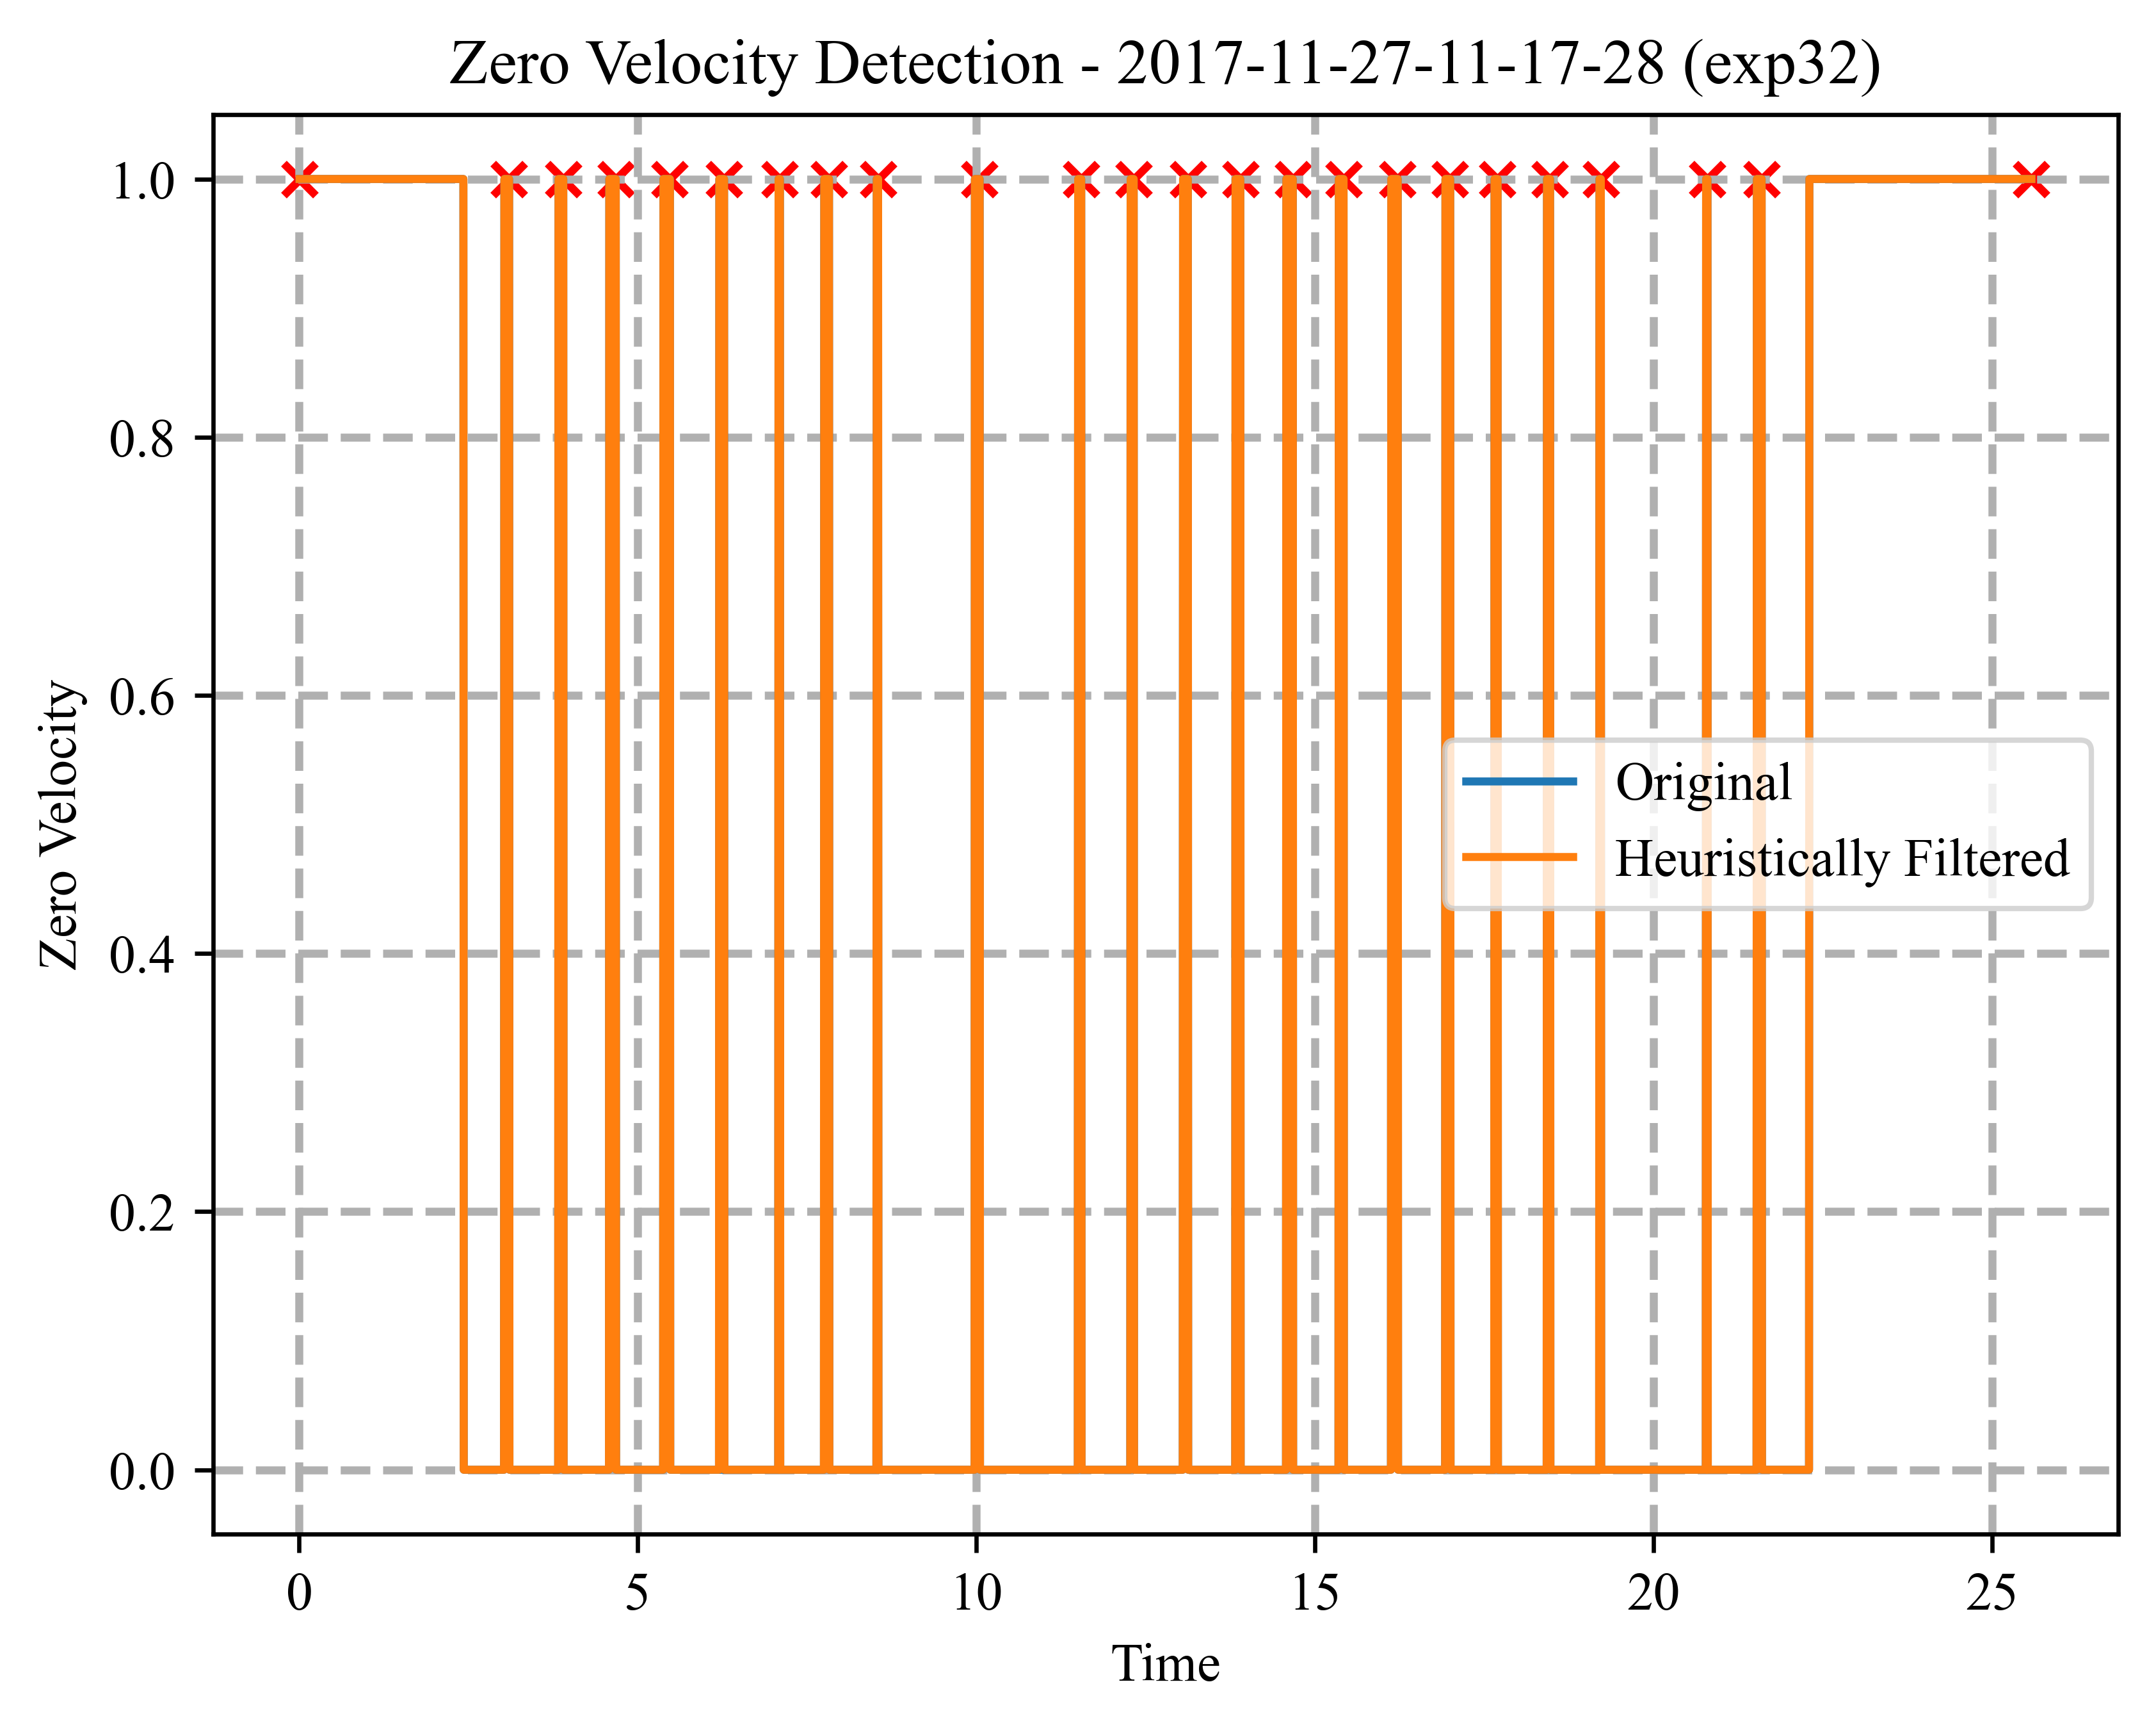 Zero Velocity Detection - 2017-11-27-11-17-28 (exp32)
1.0
0.8
0.6
0.4
0.2
0.0
Zero Velocity
Original
Heuristically Filtered
0 5 10 15 20 25
Time